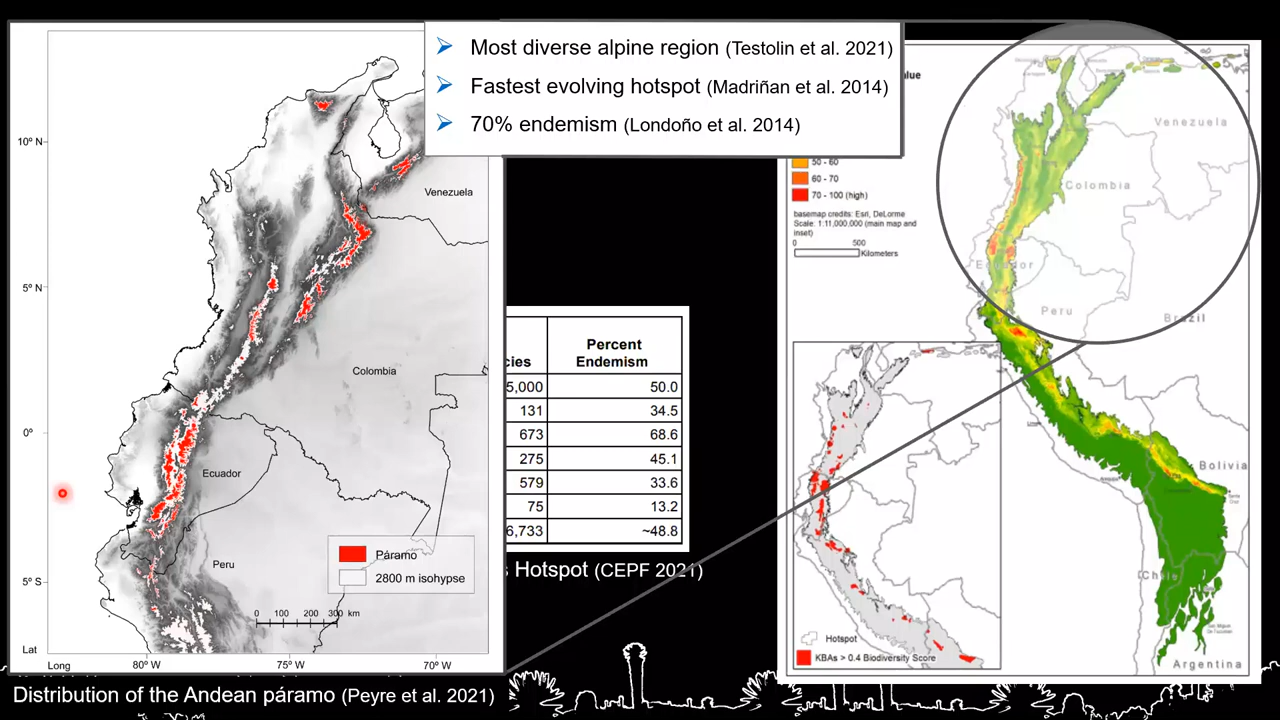 Most diverse alpine region (Testolin et al. 2021)
Fastest evolving hotspot (Madriñan et al. 2014)
70% endemism (Londoño et al. 2014)
10°N
5°N
0°
5°S
Lat
Long
80°W
75°W
70°W
Venezuela
Colombia
Ecuador
Peru
Páramo
2800 m isohypse
0 100 200 300 km
Distribution of the Andean páramo (Peyre et al. 2021)
cies
Percent
Endemism
5,000 50.0
131 34.5
673 68.6
275 45.1
579 33.6
75 13.2
6,733 ~48.8
s Hotspot (CEPF 2021)
alue
50 - 60
60 - 70
70 - 100 (high)
basemap credits: Esri, DeLorme
Scale: 1:11,000,000 (main map and
inset)
0 500
Kilometers
Venezuela
Colombia
Ecuador
Peru
Brazil
Bolivia
Chile
Argentina
Hotspot
KBAs > 0.4 Biodiversity Score